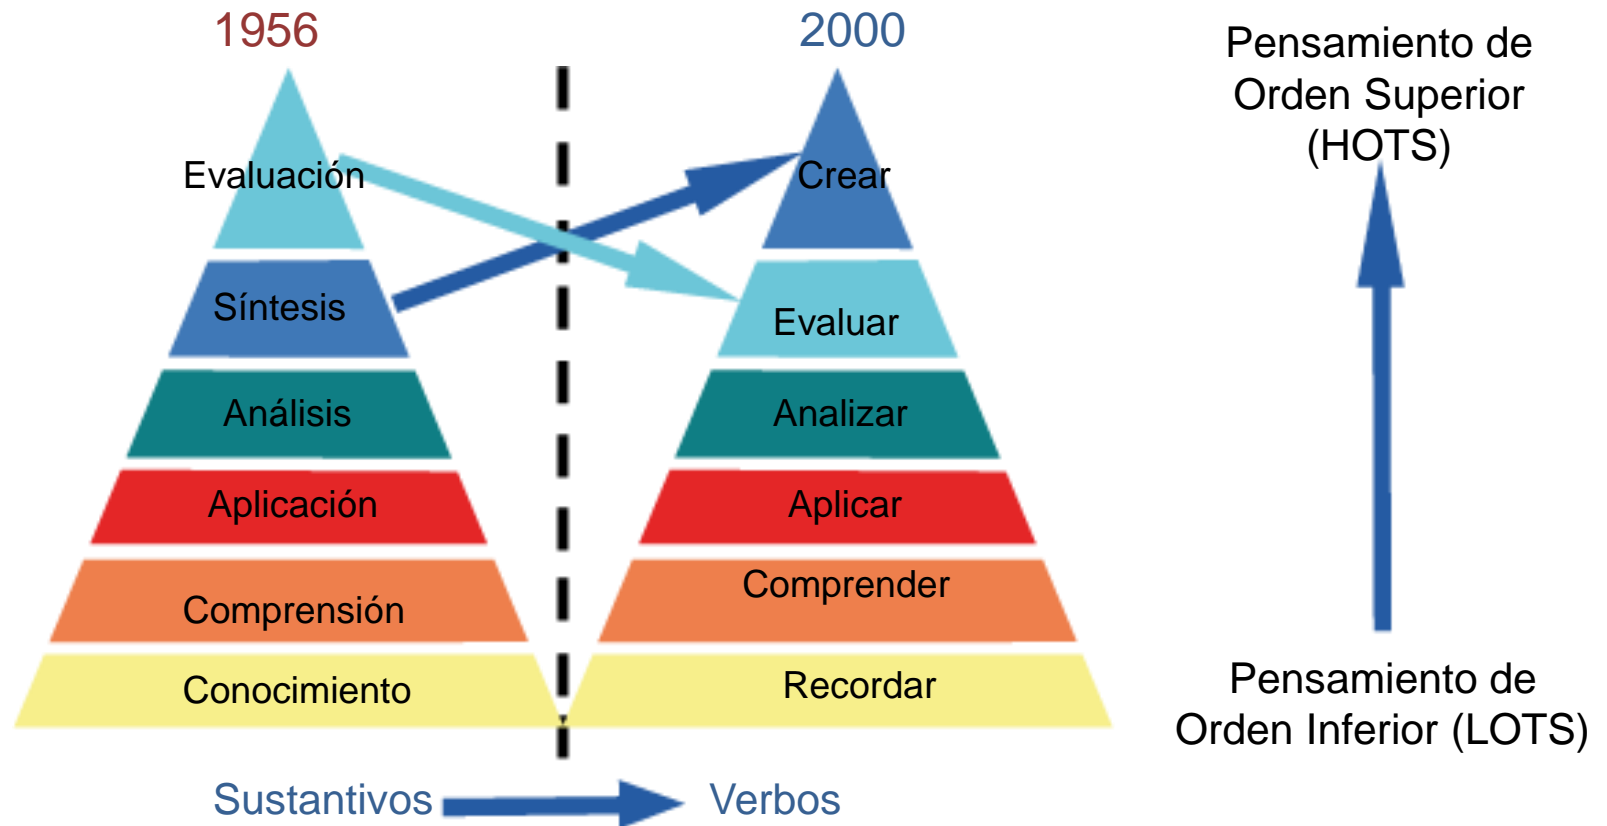 1956
Evaluación
Síntesis
Análisis
Aplicación
Comprensión
Conocimiento
2000
Crear
Evaluar
Analizar
Aplicar
Comprender
Recordar
Sustantivos
Verbos
Pensamiento de
Orden Superior
(HOTS)
Pensamiento de
Orden Inferior (LOTS)